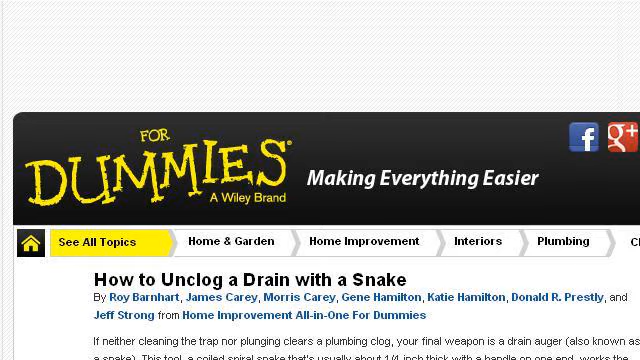 FOR
DUMMIES®
A Wiley Brand
Making Everything Easier
See All Topics Home & Garden Home Improvement Interiors Plumbing
How to Unclog a Drain with a Snake
By Roy Barnhart, James Carey, Morris Carey, Gene Hamilton, Katie Hamilton, Donald R. Prestly, and
Jeff Strong from Home Improvement All-in-One For Dummies
If neither cleaning the trap nor plunging clears a plumbing clog, your final weapon is a drain auger (also known as
a snake). This tool, a coiled spiral snake that's usually about 1/4 inch thick with a handle on one end, works the